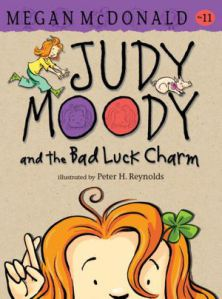 MEGAN McDONALD
#11
JUDY
MOODY
and the Bad Luck Charm
illustrated by Peter H. Reynolds